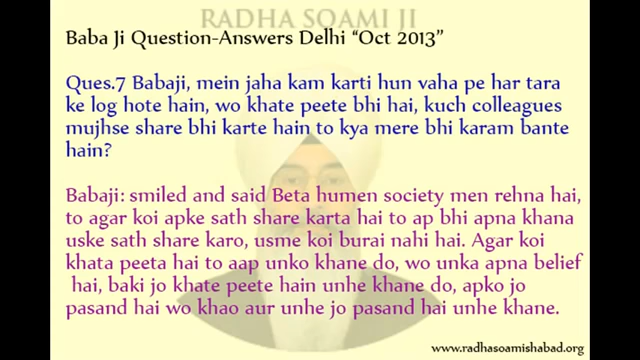 RADHA SOAMI JI
Baba Ji Question-Answers Delhi “Oct 2013”
Ques.7 Babaji, mein jaha kam karti hun vaha pe har tara
ke log hote hain, wo khate peete bhi hai, kuch colleagues
mujhse share bhi karte hain to kya mere bhi karam bante
hain?
Babaji: smiled and said Beta humen society men rehna hai,
to agar koi apke sath share karta hai to ap bhi apna khana
uske sath share karo, usme koi burai nahi hai. Agar koi
khata peeta hai to aap unko khane do, wo unka apna belief
hai, baki jo khate peete hain unhe khane do, apko jo
pasand hai wo khao aur unhe jo pasand hai unhe khane.
www.radhasoamishabad.org